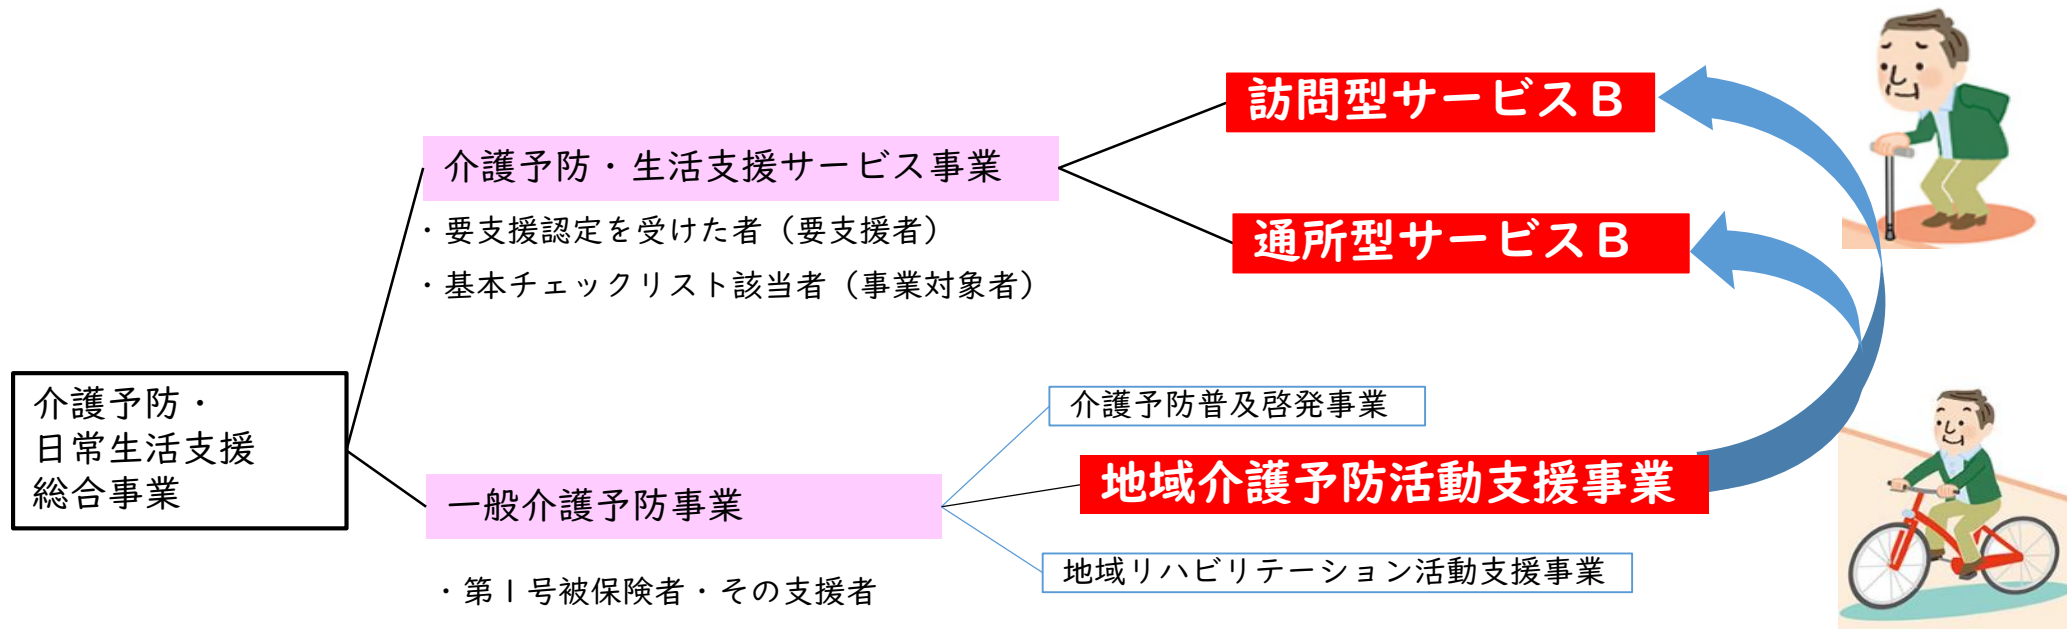 訪問型サービスB
介護予防・生活支援サービス事業
・要支援認定を受けた者（要支援者）
・基本チェックリスト該当者（事業対象者）
通所型サービスB
介護予防・
日常生活支援
総合事業
介護予防普及啓発事業
一般介護予防事業
地域介護予防活動支援事業
・第1号被保険者・その支援者
地域リハビリテーション活動支援事業